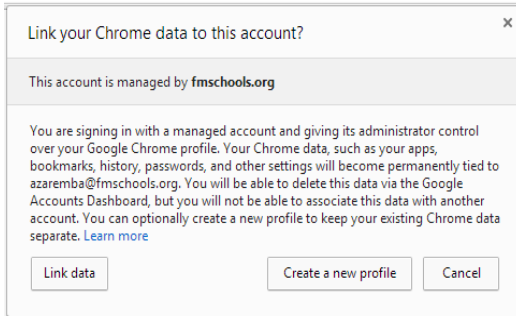 Link your Chrome data to this account?
This account is managed by fmschools.org
You are signing in with a managed account and giving its administrator control
over your Google Chrome profile. Your Chrome data, such as your apps,
bookmarks, history, passwords, and other settings will become permanently tied to
azaremba@fmschools.org. You will be able to delete this data via the Google
Accounts Dashboard, but you will not be able to associate this data with another
account. You can optionally create a new profile to keep your existing Chrome data
separate. Learn more
Link data Create a new profile Cancel